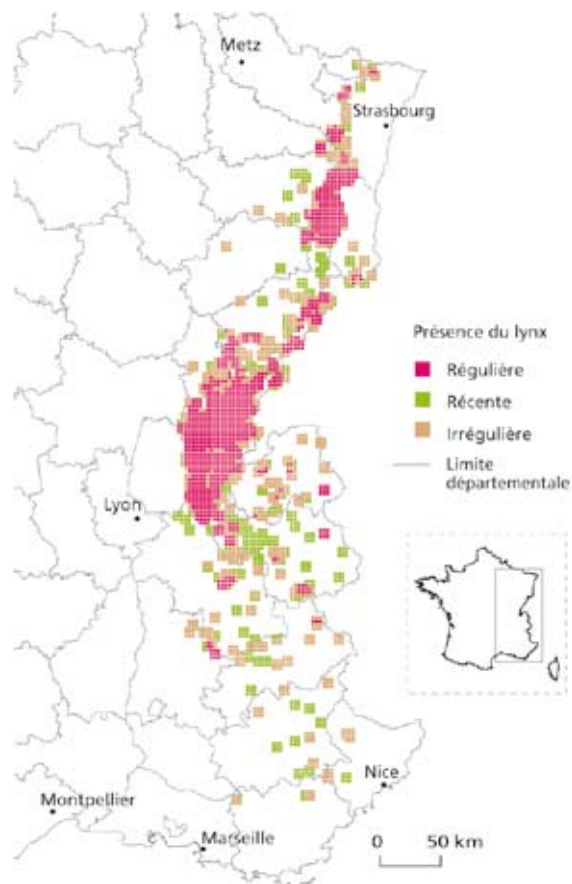 Metz
Strasbourg
Présence du lynx
Régulière
Récente
Irrégulière
Limite
départementale
Lyon
Nice
Montpellier
Marseille
0 50 km